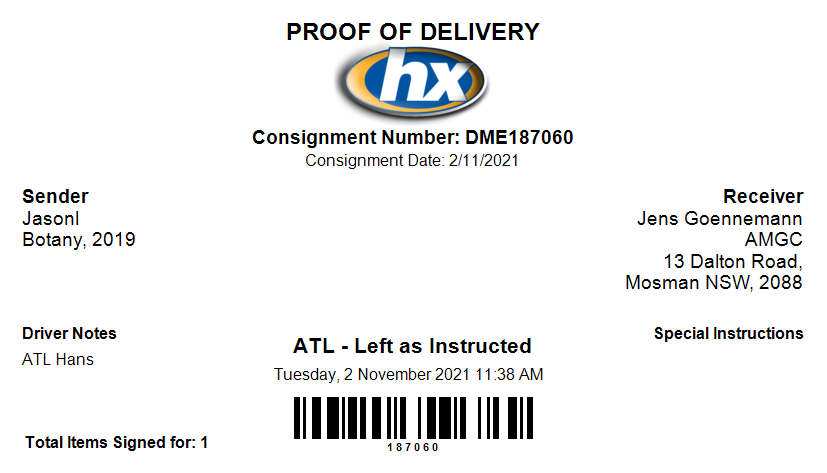 PROOF OF DELIVERY
hx
Consignment Number: DME187060
Consignment Date: 2/11/2021
Sender
JasonI
Botany, 2019
Receiver
Jens Goennemann
AMGC
13 Dalton Road,
Mosman NSW, 2088
Driver Notes
ATL Hans
ATL - Left as Instructed
Tuesday, 2 November 2021 11:38 AM
Special Instructions
187060
Total Items Signed for: 1